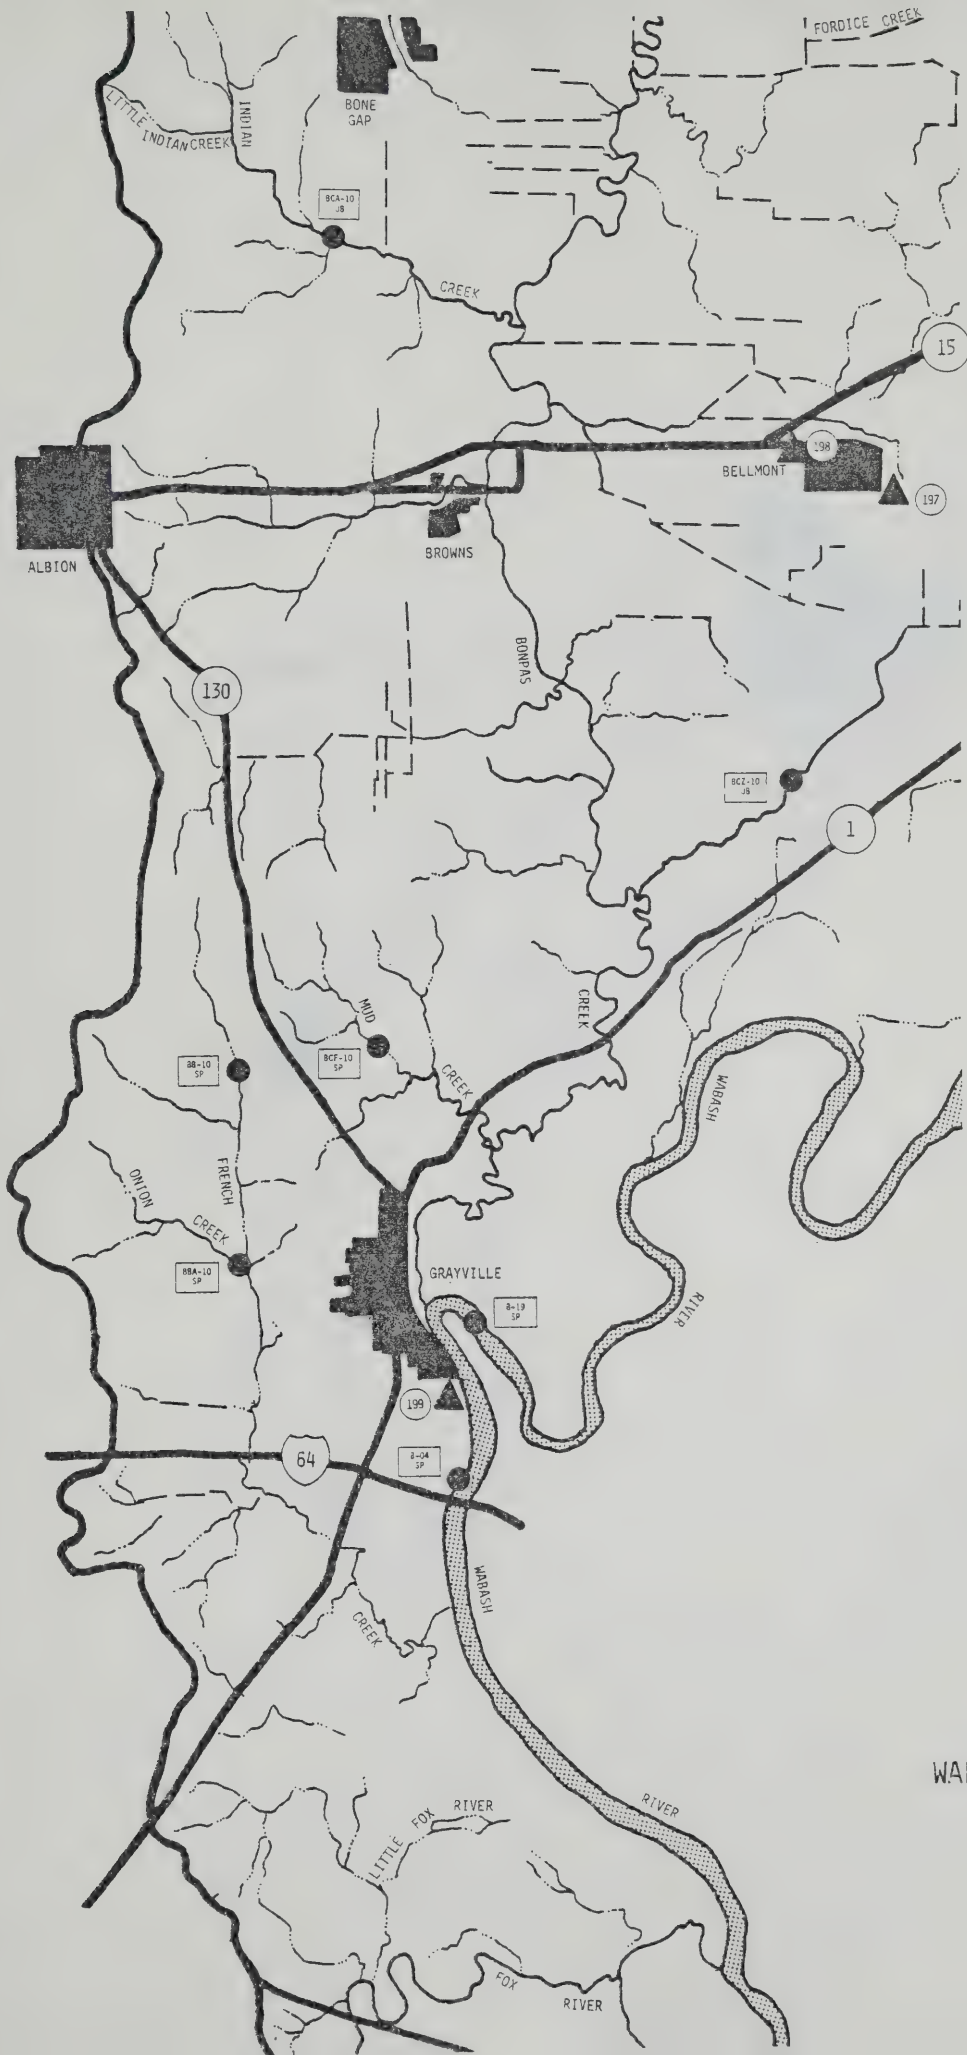 FORDICE CREEK
BONE
GAP
LITTLE
INDIAN CREEK
INDIAN
BCA-10
JB
CREEK
15
198
BELLMONT
197
ALBION
BROWNS
BONPAS
130
BCZ-10
JB
1
CREEK
MUD
BCF-10
SP
CREEK
BB-10
SP
WABASH
ONION
CREEK
FRENCH
BBA-10
SP
GRAYVILLE
B-19
SP
RIVER
199
64
B-04
SP
WABASH
CREEK
RIVER
LITTLE FOX RIVER
FOX
RIVER